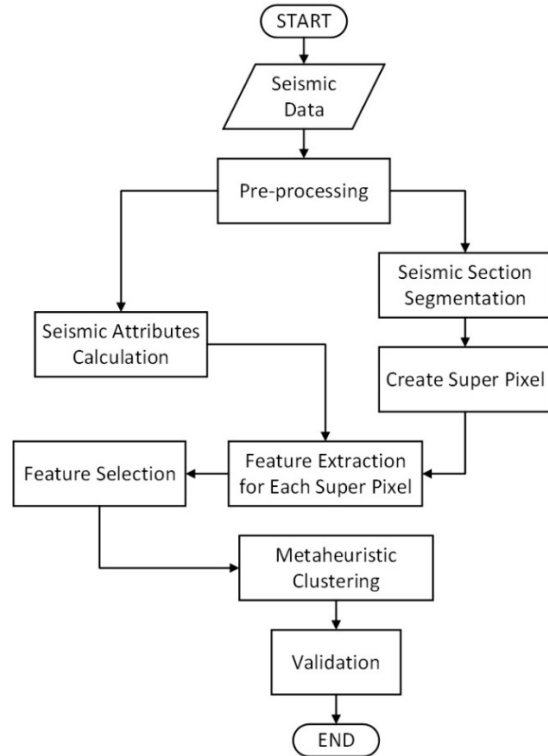 START
Seismic
Data
Pre-processing
Seismic Section
Segmentation
Seismic Attributes
Calculation
Create Super Pixel
Feature Selection
Feature Extraction
for Each Super Pixel
Metaheuristic
Clustering
Validation
END